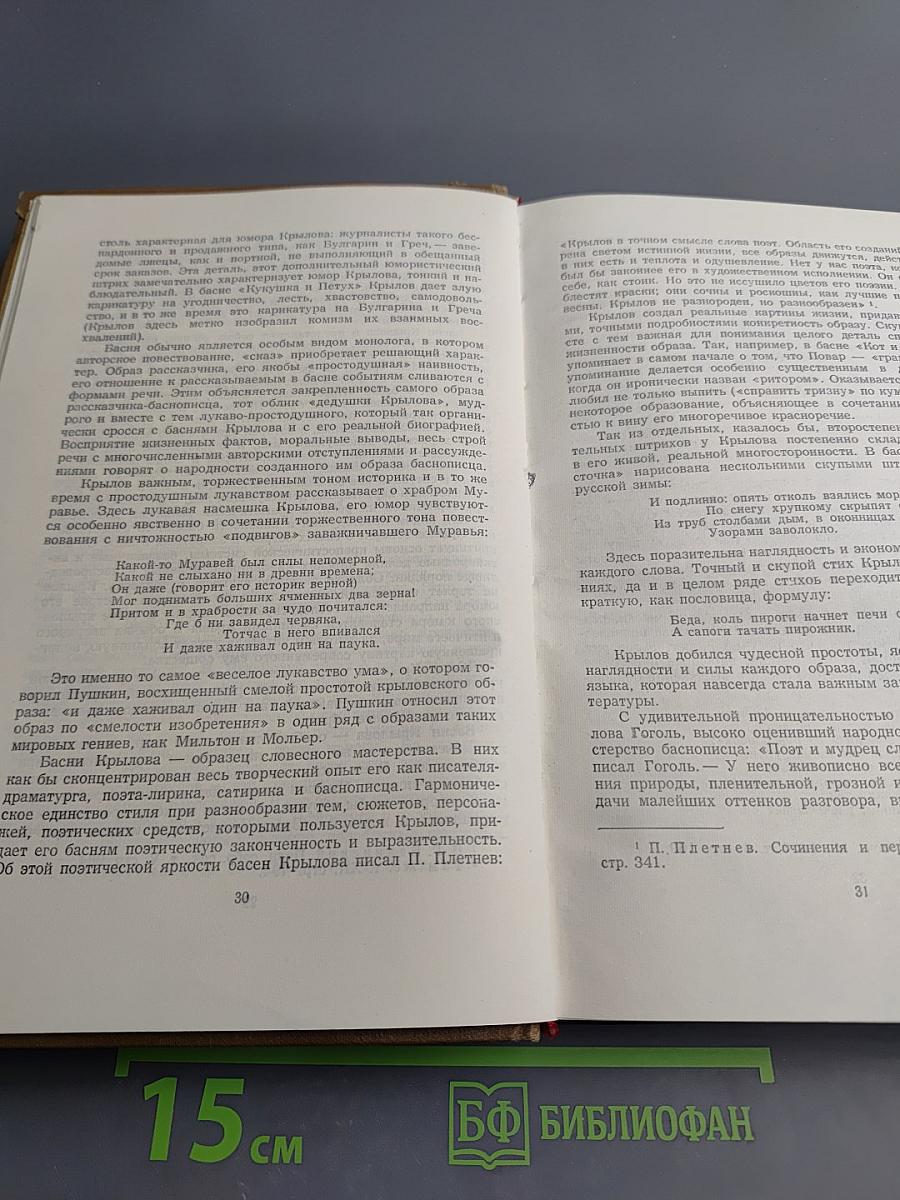 столь характерная для юмора Крылова: журналисты такого бес-
пардонного и продажного типа, как Булгарин и Греч,— заве-
домые лжецы, как и портной, не выполняющий в обещанный
срок заказов. Эта деталь, этот дополнительный юмористический
штрих замечательно характеризует юмор Крылова, тонкий и на-
блюдательный. В басне «Кукушка и Петух» Крылов дает злую
карикатуру на угодничество, лесть, хвастовство, самодоволь-
ство, и в то же время это карикатура на Булгарина и Греча
(Крылов здесь метко изобразил комизм их взаимных вос-
хвалений).
Басня обычно является особым видом монолога, в котором
авторское повествование, «сказ» приобретает решающий харак-
тер. Образ рассказчика, его якобы «простодушная» наивность,
его отношение к рассказываемым в басне событиям сливаются с
формами речи. Этим объясняется закрепленность самого образа
рассказчика-баснописца, тот облик «дедушки Крылова», муд-
рого и вместе с тем лукаво-простодушного, который так органи-
чески сросся с баснями Крылова и с его реальной биографией.
Восприятие жизненных фактов, моральные выводы, весь строй
речи с многочисленными авторскими отступлениями и рассужде-
ниями говорят о народности созданного им образа баснописца.
Крылов важным, торжественным тоном историка и в то же
время с простодушным лукавством рассказывает о храбром Му-
равье. Здесь лукавая насмешка Крылова, его юмор чувствуют-
ся особенно явственно в сочетании торжественного тона повест-
вования с ничтожностью «подвигов» заважничавшего Муравья:
Какой-то Муравей был силы непомерной,
Какой не слыхано ни в древни времена;
Он даже (говорит его историк верной)
Мог поднимать больших ячменных два зерна!
Притом и в храбрости за чудо почитался:
Где б ни завидел червяка,
Тотчас в него впивался
И даже хаживал один на паука.
Это именно то самое «веселое лукавство ума», о котором го-
ворил Пушкин, восхищенный смелой простотой крыловского об-
раза: «и даже хаживал один на паука». Пушкин относил этот
образ по «смелости изобретения» в один ряд с образами таких
мировых гениев, как Мильтон и Мольер.
Басни Крылова — образец словесного мастерства. В них
как бы сконцентрирован весь творческий опыт его как писателя-
драматурга, поэта-лирика, сатирика и баснописца. Гармониче-
ское единство стиля при разнообразии тем, сюжетов, персона-
жей, поэтических средств, которыми пользуется Крылов, при-
дает его басням поэтическую законченность и выразительность.
Об этой поэтической яркости басен Крылова писал П. Плетнев:
30
«Крылов в точном смысле слова поэт. Область его создани
рена светом истинной жизни, все образы движутся, дейст
в них есть и теплота и одушевление. Нет у нас поэта, ко
был бы законнее его в художественном исполнении. Он с
себе, как стоик. Но это не иссушило цветов его поэзии.
блестят краски; они сочны и роскошны, как лучшие п
весны. Крылов не разнороден, но разнообразен» ¹.
Крылов создал реальные картины жизни, придав
ми, точными подробностями конкретность образу. Ску
сте с тем важная для понимания целого деталь сп
жизненности образа. Так, например, в басне «Кот и
упоминает в самом начале о том, что Повар — «гра
упоминание делается особенно существенным в д
когда он иронически назван «ритором». Оказывается
любил не только выпить («справить тризну» по кум
некоторое образование, объясняющее в сочетани
стью к вину его многоречивое красноречие.
Так из отдельных, казалось бы, второстепен
тельных штрихов у Крылова постепенно склад
в его живой, реальной многосторонности. В бас
сточка» нарисована несколькими скупыми шт
русской зимы:
И подлинно: опять отколь взялись мор
По снегу хрупкому скрыпят
Из труб столбами дым, в оконницах
Узорами заволокло.
Здесь поразительна наглядность и эконом
каждого слова. Точный и скупой стих Крыл
ниях, да и в целом ряде стихов переходит
краткую, как пословица, формулу:
Беда, коль пироги начнет печи с
А сапоги тачать пирожник.
Крылов добился чудесной простоты, яс
наглядности и силы каждого образа, дост
языка, которая навсегда стала важным за
тературы.
С удивительной проницательностью
лова Гоголь, высоко оценивший народно
стерство баснописца: «Поэт и мудрец сл
писал Гоголь.— У него живописно все
ния природы, пленительной, грозной и
дачи малейших оттенков разговора, в
¹ П. Плетнев. Сочинения и пер
стр. 341.
31
15 см
БФ БИБЛИОФАН